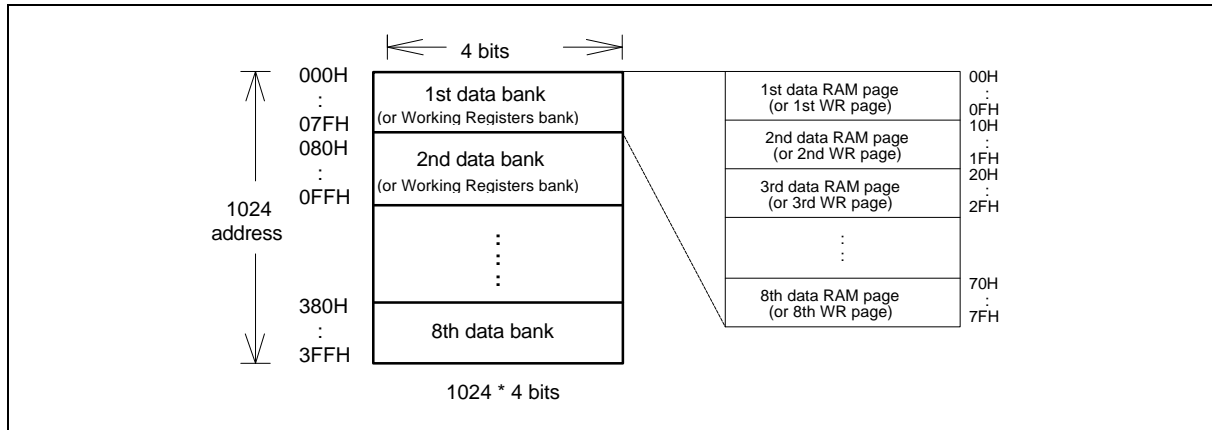 4 bits
000H
:
07FH
1st data bank
(or Working Registers bank)
080H
:
0FFH
2nd data bank
(or Working Registers bank)
1024
address
380H
:
3FFH
8th data bank
1024 * 4 bits
1st data RAM page
(or 1st WR page)
00H
:
0FH
2nd data RAM page
(or 2nd WR page)
10H
:
1FH
3rd data RAM page
(or 3rd WR page)
20H
:
2FH
8th data RAM page
(or 8th WR page)
70H
:
7FH